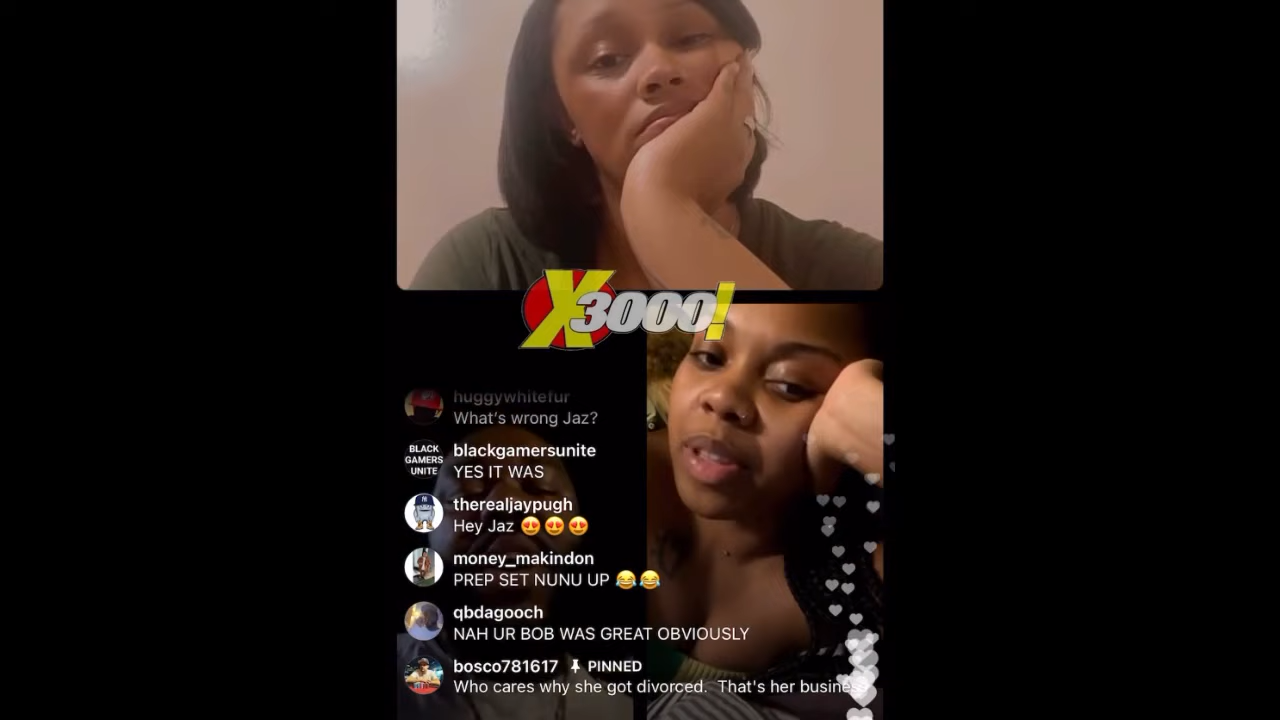 X3000!
huggywhitefur
What's wrong Jaz?
BLACK
GAMERS
UNITE
blackgamersunite
YES IT WAS
therealjaypugh
Hey Jaz 😍😍😍
money_makindon
PREP SET NUNU UP 😂😂
qbdagooch
NAH UR BOB WAS GREAT OBVIOUSLY
bosco781617 📌 PINNED
Who cares why she got divorced. That's her business